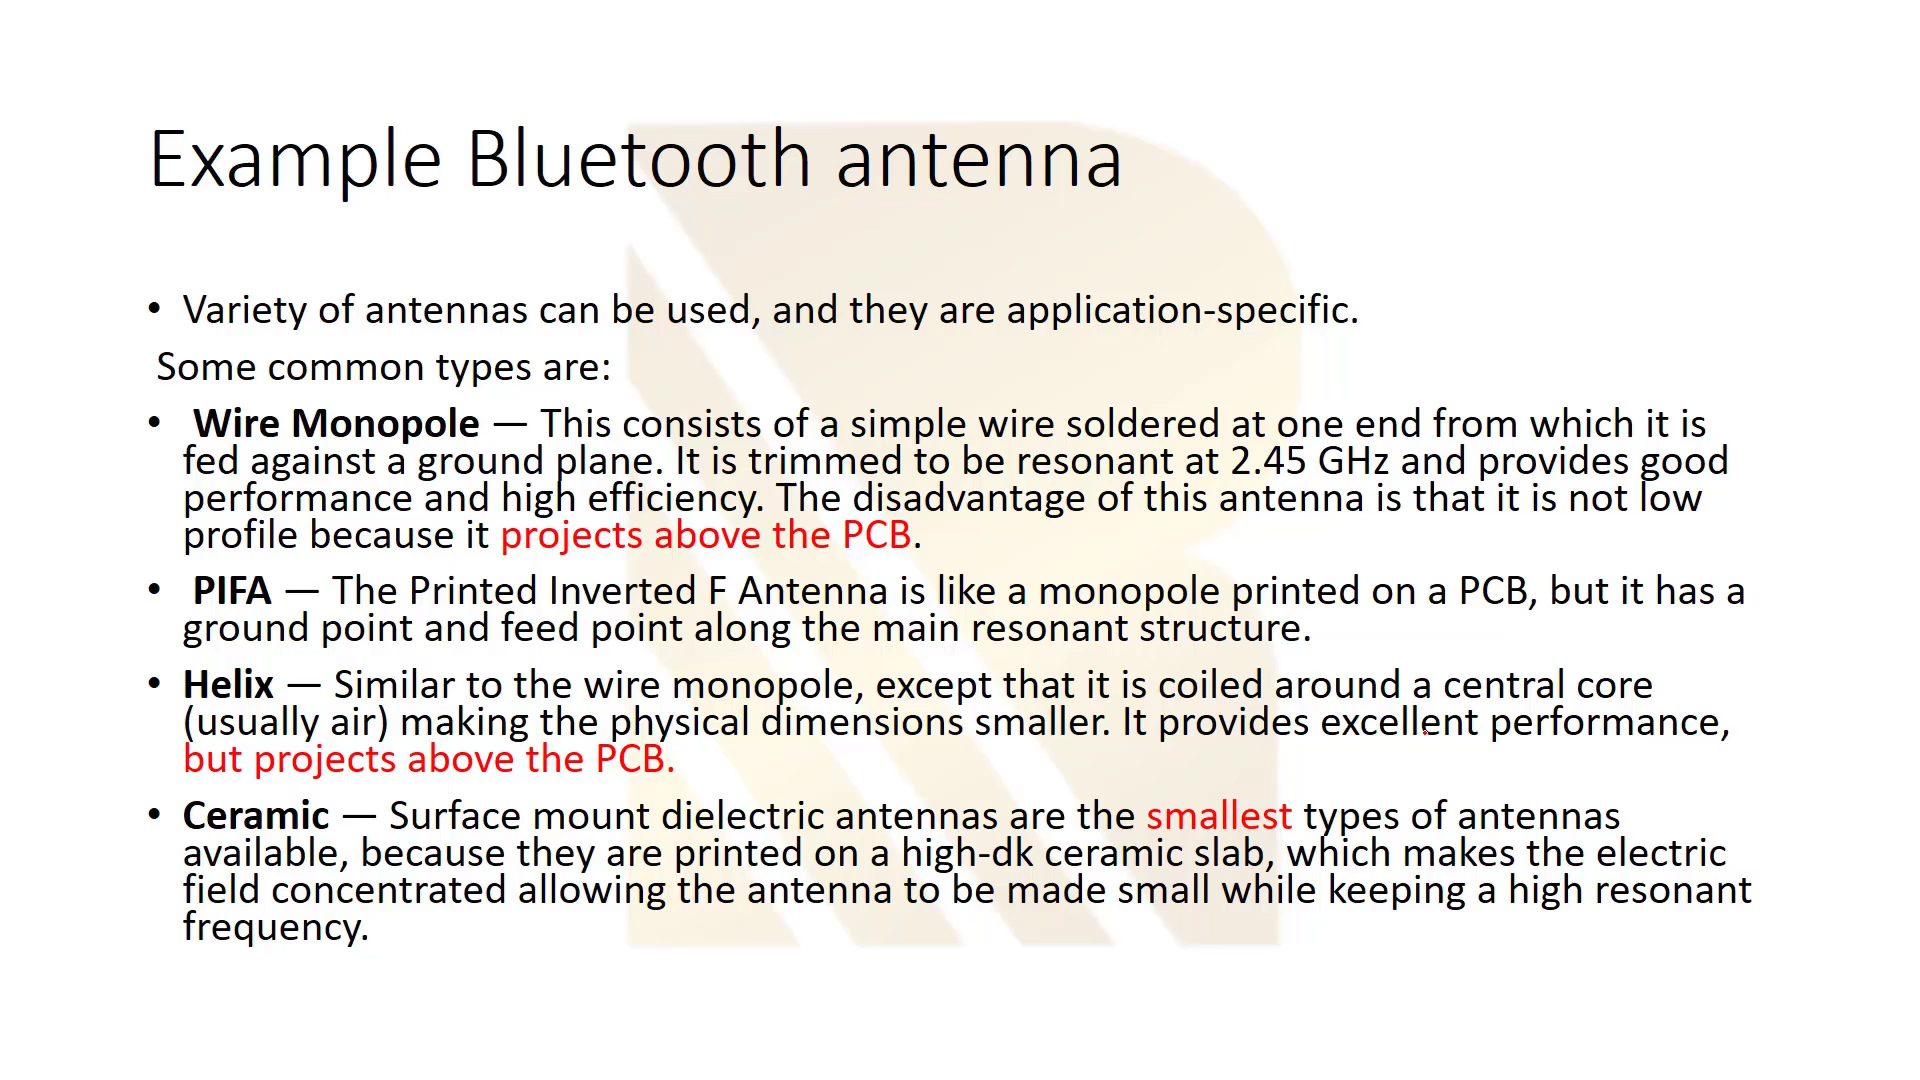 Example Bluetooth antenna
• Variety of antennas can be used, and they are application-specific.
Some common types are:
• Wire Monopole — This consists of a simple wire soldered at one end from which it is
fed against a ground plane. It is trimmed to be resonant at 2.45 GHz and provides good
performance and high efficiency. The disadvantage of this antenna is that it is not low
profile because it projects above the PCB.
• PIFA — The Printed Inverted F Antenna is like a monopole printed on a PCB, but it has a
ground point and feed point along the main resonant structure.
• Helix — Similar to the wire monopole, except that it is coiled around a central core
(usually air) making the physical dimensions smaller. It provides excellent performance,
but projects above the PCB.
• Ceramic — Surface mount dielectric antennas are the smallest types of antennas
available, because they are printed on a high-dk ceramic slab, which makes the electric
field concentrated allowing the antenna to be made small while keeping a high resonant
frequency.